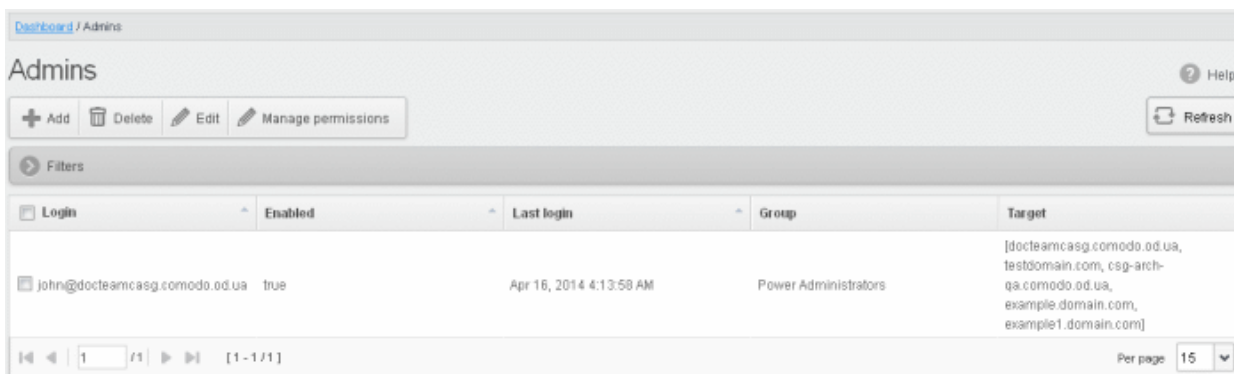 Dashboard / Admins
Admins
Help
Add Delete Edit Manage permissions
Refresh
Filters
Login Enabled Last login Group Target
john@docteamcasg.comodo.od.ua true Apr 16, 2014 4:13:58 AM Power Administrators [docteamcasg.comodo.od.ua,
testdomain.com, csg-arch-
qa.comodo.od.ua,
example.domain.com,
example1.domain.com]
1 /1 [1 - 1 / 1] Per page 15